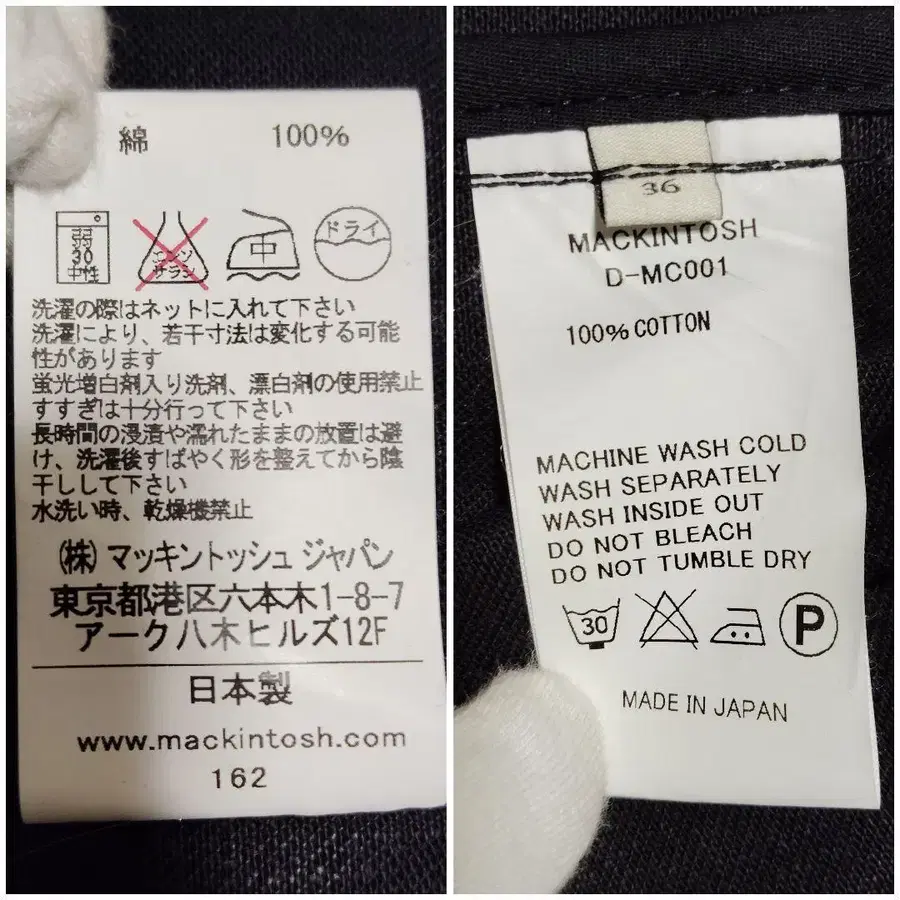 綿 100%
弱
30
中性
エンソ
サラシ
中
ドライ
洗濯の際はネットに入れて下さい
洗濯により、若干寸法は変化する可能
性があります
蛍光増白剤入り洗剤、漂白剤の使用禁止
すすぎは十分行って下さい
長時間の浸漬や濡れたままの放置は避
け、洗濯後すばやく形を整えてから陰
干しして下さい
水洗い時、乾燥機禁止
(株) マッキントッシュ ジャパン
東京都港区六本木1-8-7
アーク八木ヒルズ12F
日本製
www.mackintosh.com
162
36
MACKINTOSH
D-MC001
100% COTTON
MACHINE WASH COLD
WASH SEPARATELY
WASH INSIDE OUT
DO NOT BLEACH
DO NOT TUMBLE DRY
30
P
MADE IN JAPAN